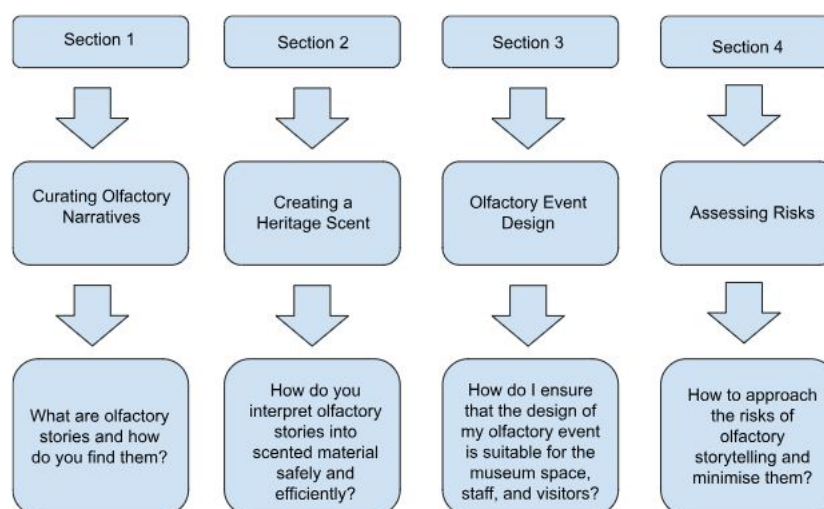 Section 1
Section 2
Section 3
Section 4
Curating Olfactory
Narratives
Creating a
Heritage Scent
Olfactory Event
Design
Assessing Risks
What are olfactory
stories and how
do you find them?
How do you
interpret olfactory
stories into
scented material
safely and
efficiently?
How do I ensure
that the design of
my olfactory event
is suitable for the
museum space,
staff, and visitors?
How to approach
the risks of
olfactory
storytelling and
minimise them?